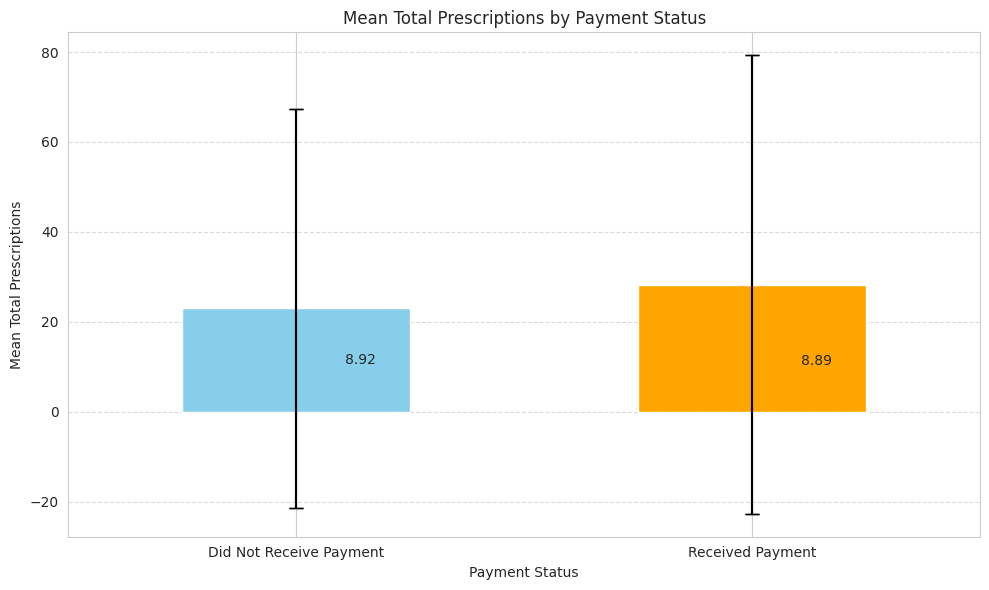 Mean Total Prescriptions by Payment Status
Mean Total Prescriptions
80
60
40
20
0
−20
8.92
8.89
Did Not Receive Payment
Received Payment
Payment Status